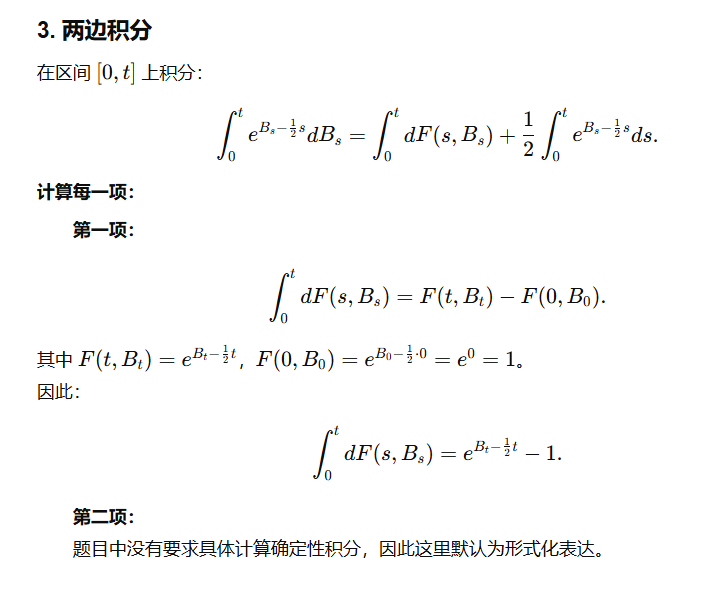 3. 两边积分
在区间 $[0, t]$ 上积分：
$$\int_0^t e^{B_s - \frac{1}{2}s} dB_s = \int_0^t dF(s, B_s) + \frac{1}{2} \int_0^t e^{B_s - \frac{1}{2}s} ds.$$
计算每一项：
第一项：
$$\int_0^t dF(s, B_s) = F(t, B_t) - F(0, B_0).$$
其中 $F(t, B_t) = e^{B_t - \frac{1}{2}t}$，$F(0, B_0) = e^{B_0 - \frac{1}{2} \cdot 0} = e^0 = 1$。
因此：
$$\int_0^t dF(s, B_s) = e^{B_t - \frac{1}{2}t} - 1.$$
第二项：
题目中没有要求具体计算确定性积分，因此这里默认为形式化表达。